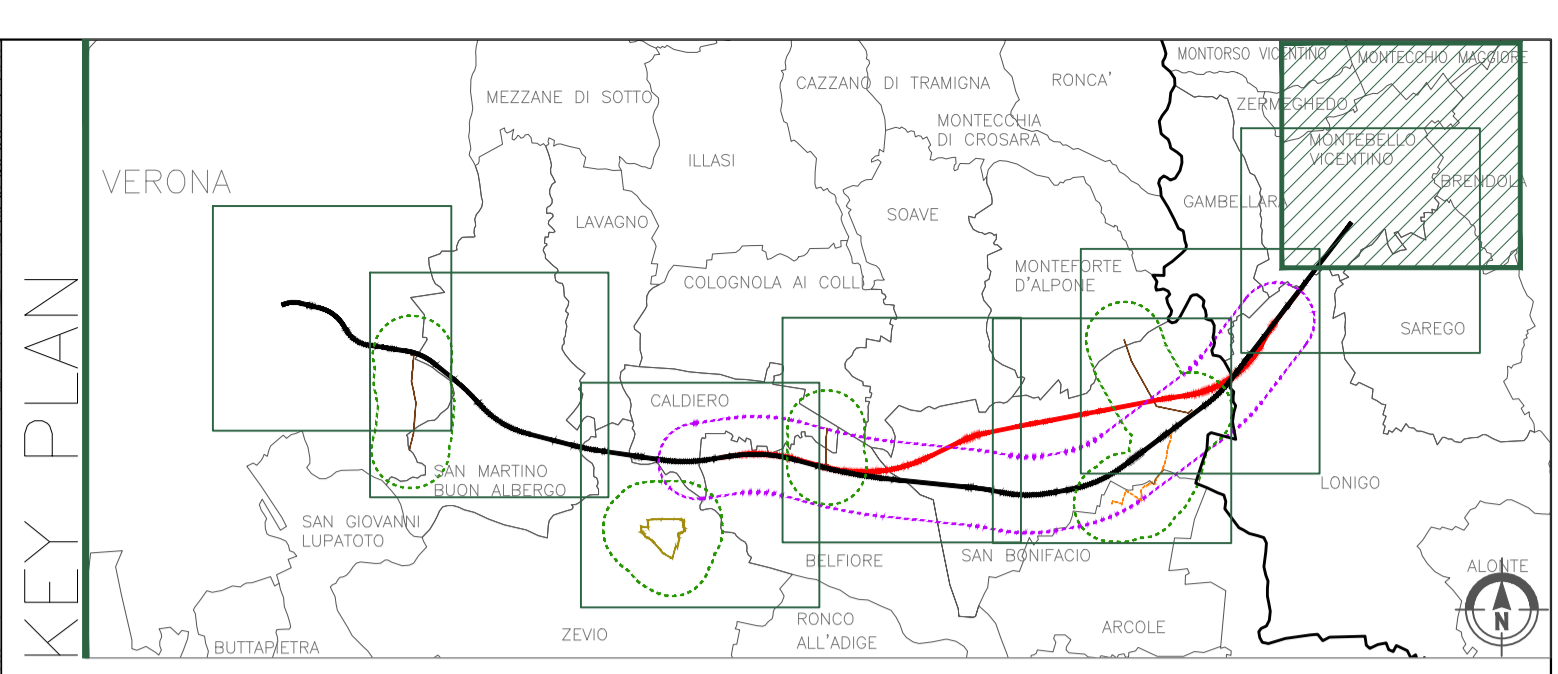 KEY PLAN
MONTORSO VICENTINO
MONTECCHIO MAGGIORE
MEZZANE DI SOTTO
CAZZANO DI TRAMIGNA
RONCA'
ZERMEGHEDO
MONTECCHIA
DI CROSARA
MONTEBELLO
VICENTINO
ILLASI
VERONA
BRENDOLA
GAMBELLARA
LAVAGNO
SOAVE
MONTEFORTE
D'ALPONE
COLOGNOLA AI COLLI
SAREGO
CALDIERO
SAN MARTINO
BUON ALBERGO
LONIGO
SAN GIOVANNI
LUPATOTO
BELFIORE
SAN BONIFACIO
ALONTE
N
RONCO
ALL'ADIGE
ZEVIO
ARCOLE
BUTTAPIETRA